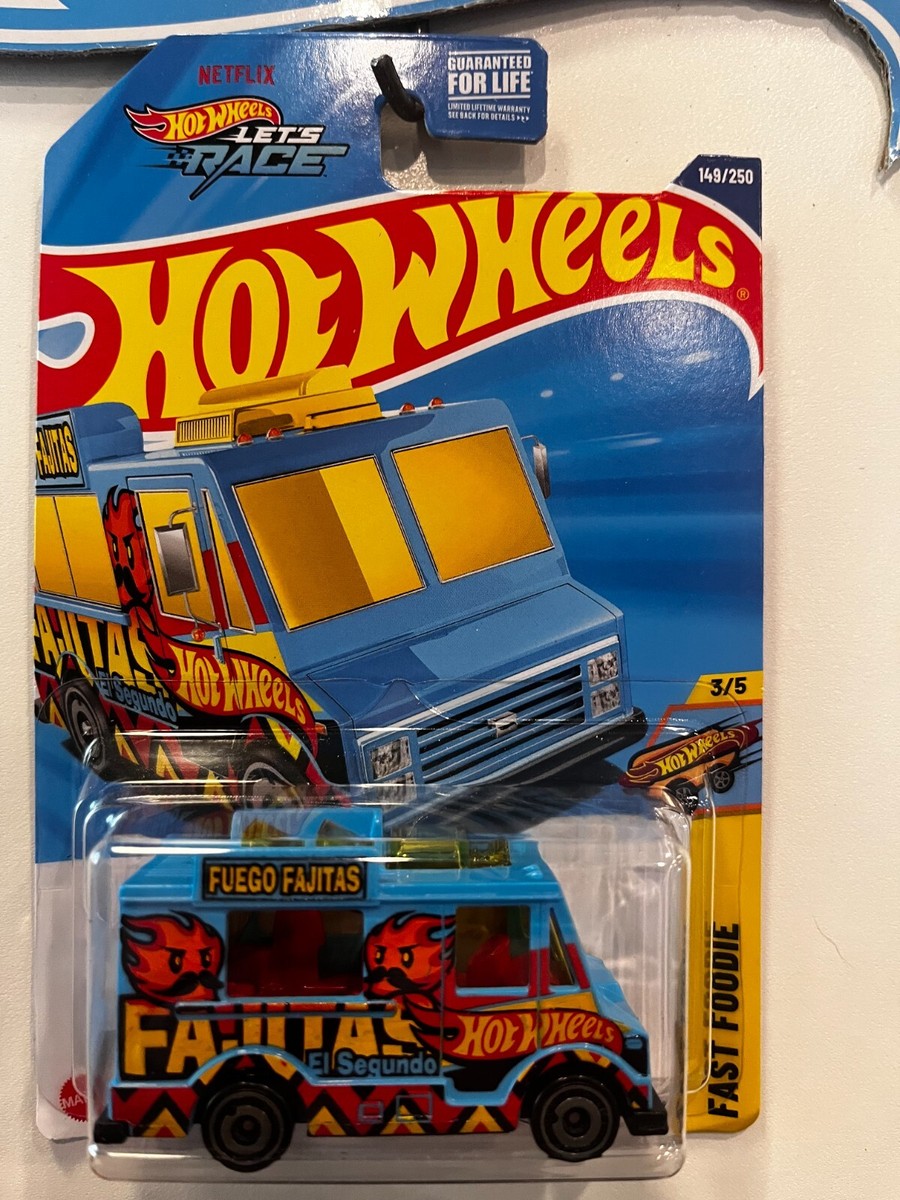 NETFLIX
HOT WHEELS
LET'S
RACE
GUARANTEED
FOR LIFE
LIMITED LIFETIME WARRANTY
SEE BACK FOR DETAILS >>>
149/250
HOT WHEELS®
FAJITAS
FAJITAS
El Segundo
HOT WHEELS
3/5
HOT WHEELS
FUEGO FAJITAS
FAJITAS
El Segundo
HOT WHEELS
FAST FOODIE